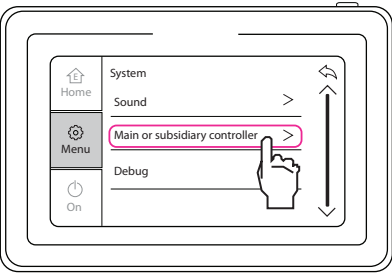 System
E
Home
Sound
Main or subsidiary controller
Menu
Debug
On